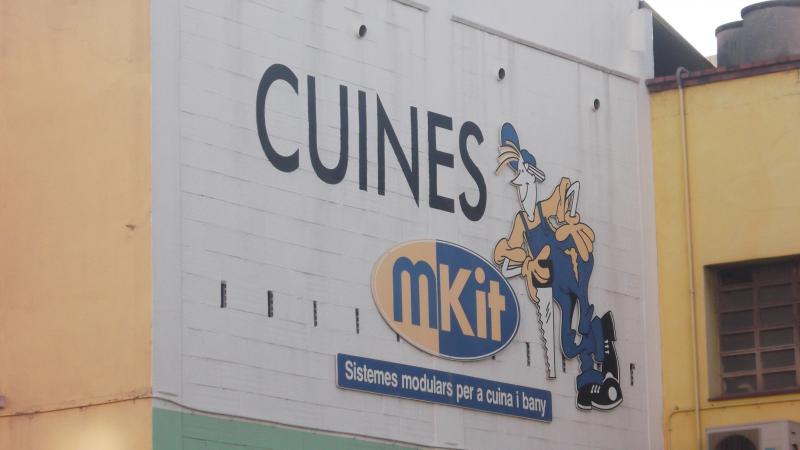 CUINES
mKit
Sistemes modulars per a cuina i bany